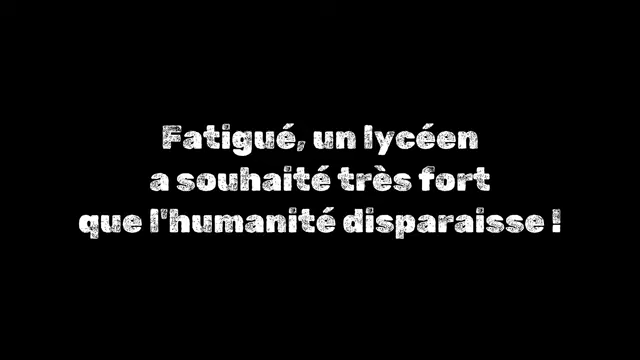 Fatigué, un lycéen
a souhaité très fort
que l'humanité disparaisse !